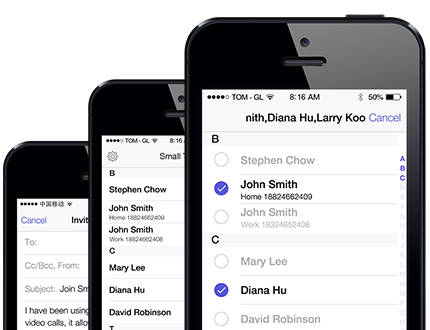 中国移动
Cancel
Invit
To:
Cc/Bcc, From:
Subject: Join Sm
I have been using
video calls, it allo
TOM - GL
8:
Small T
B
Stephen Chow
John Smith
Home 18824662409
John Smith
Work 18824662408
C
Mary Lee
Diana Hu
David Robinson
T
TOM - GL
8:16 AM
50%
nith,Diana Hu,Larry Koo
Cancel
B
Stephen Chow
John Smith
Home 18824662409
John Smith
Work 18324652408
C
Mary Lee
Diana Hu
David Robinson
A
B
C
D
E
F
G
H
I
J
K